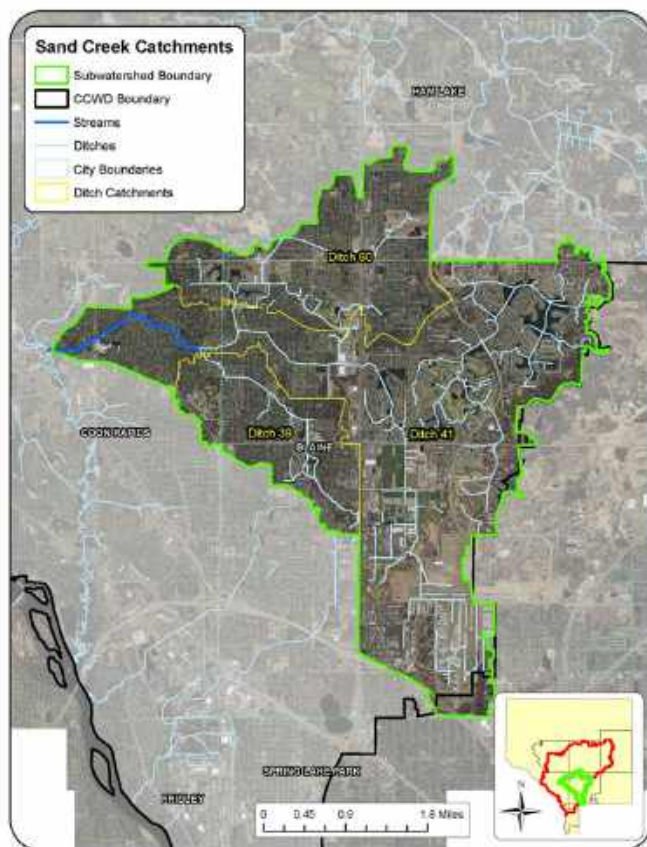 Sand Creek Catchments
Subwatershed Boundary
CCWD Boundary
Streams
Ditches
City Boundaries
Ditch Catchments
HAM LAKE
Ditch 60
COON RAPIDS
Ditch 39
BLAINE
Ditch 41
SPRING LAKE PARK
FRIDLEY
N
0 0.45 0.9 1.8 Miles